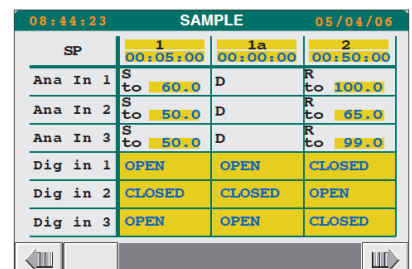 08:44:23 SAMPLE 05/04/06
SP 1 1a 2
00:05:00 00:00:00 00:50:00
Ana In 1 S to 60.0 D R to 100.0
Ana In 2 S to 50.0 D R to 65.0
Ana In 3 S to 50.0 D R to 99.0
Dig in 1 OPEN OPEN CLOSED
Dig in 2 CLOSED CLOSED OPEN
Dig in 3 OPEN OPEN CLOSED